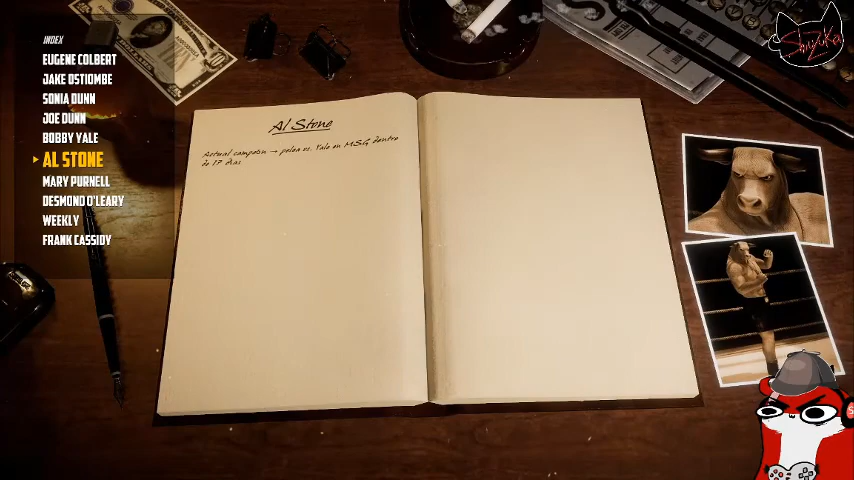 INDEX
EUGENE COLBERT
JAKE OSTIOMBE
SONIA DUNN
JOE DUNN
BOBBY YALE
AL STONE
MARY PURNELL
DESMOND O'LEARY
WEEKLY
FRANK CASSIDY
Al Stone
Actual campeón → pelea vs. Yale en MSG dentro
de 17 días
Shizuka